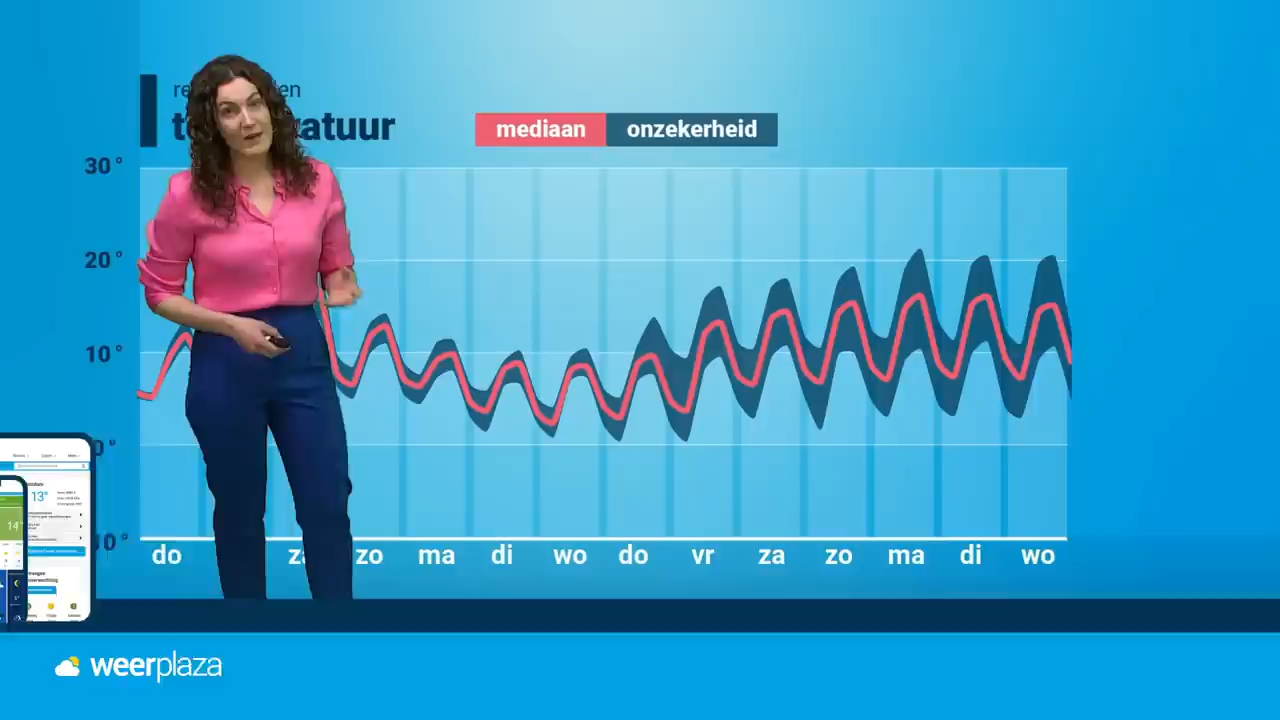 mediaan onzekerheid
30°
20°
10°
0°
do zo ma di wo do vr za zo ma di wo
13°
14°
weerplaza